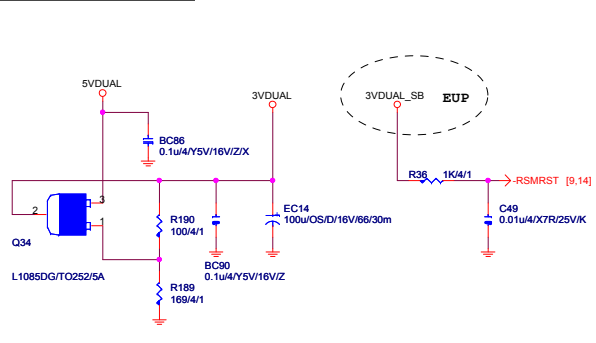 5VDUAL
3VDUAL
3VDUAL_SB
EUP
BC86
0.1u/4/Y5V/16V/Z/X
R36
1K/4/1
-RSMRST [9,14]
2
3
1
R190
100/4/1
EC14
100u/OS/D/16V/66/30m
C49
0.01u/4/X7R/25V/K
Q34
BC90
0.1u/4/Y5V/16V/Z
L1085DG/TO252/5A
R189
169/4/1